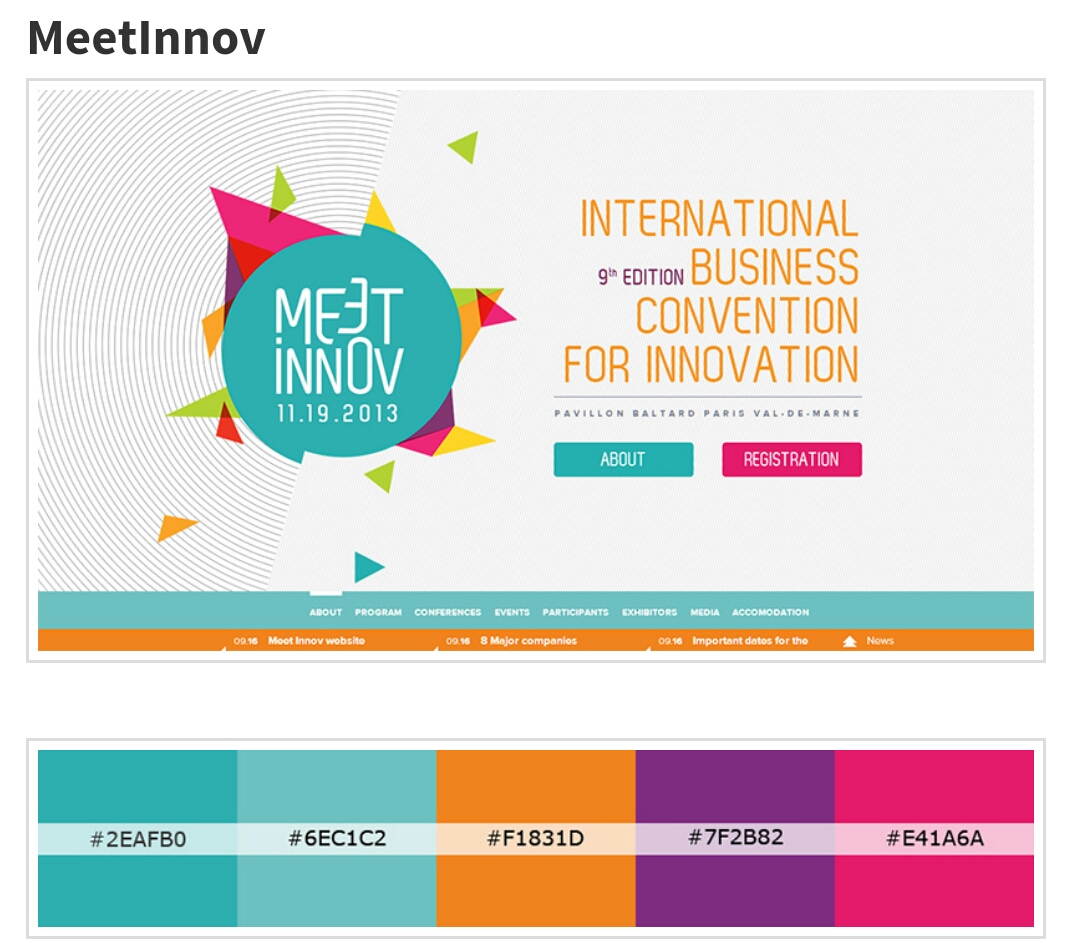 MeetInnov
MEET
INNOV
11.19.2013
INTERNATIONAL
9th EDITION BUSINESS
CONVENTION
FOR INNOVATION
PAVILLON BALTARD PARIS VAL-DE-MARNE
ABOUT REGISTRATION
ABOUT PROGRAM CONFERENCES EVENTS PARTICIPANTS EXHIBITORS MEDIA ACCOMODATION
09.16 Meet Innov website 09.16 8 Major companies 09.16 Important dates for the News
#2EAFB0 #6EC1C2 #F1831D #7F2B82 #E41A6A